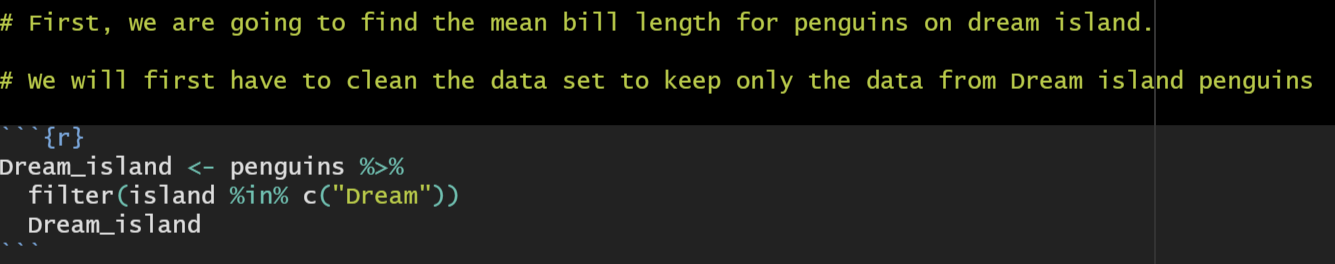 # First, we are going to find the mean bill length for penguins on dream island.
# We will first have to clean the data set to keep only the data from Dream island penguins
```{r}
Dream_island <- penguins %>%
  filter(island %in% c("Dream"))
  Dream_island
```